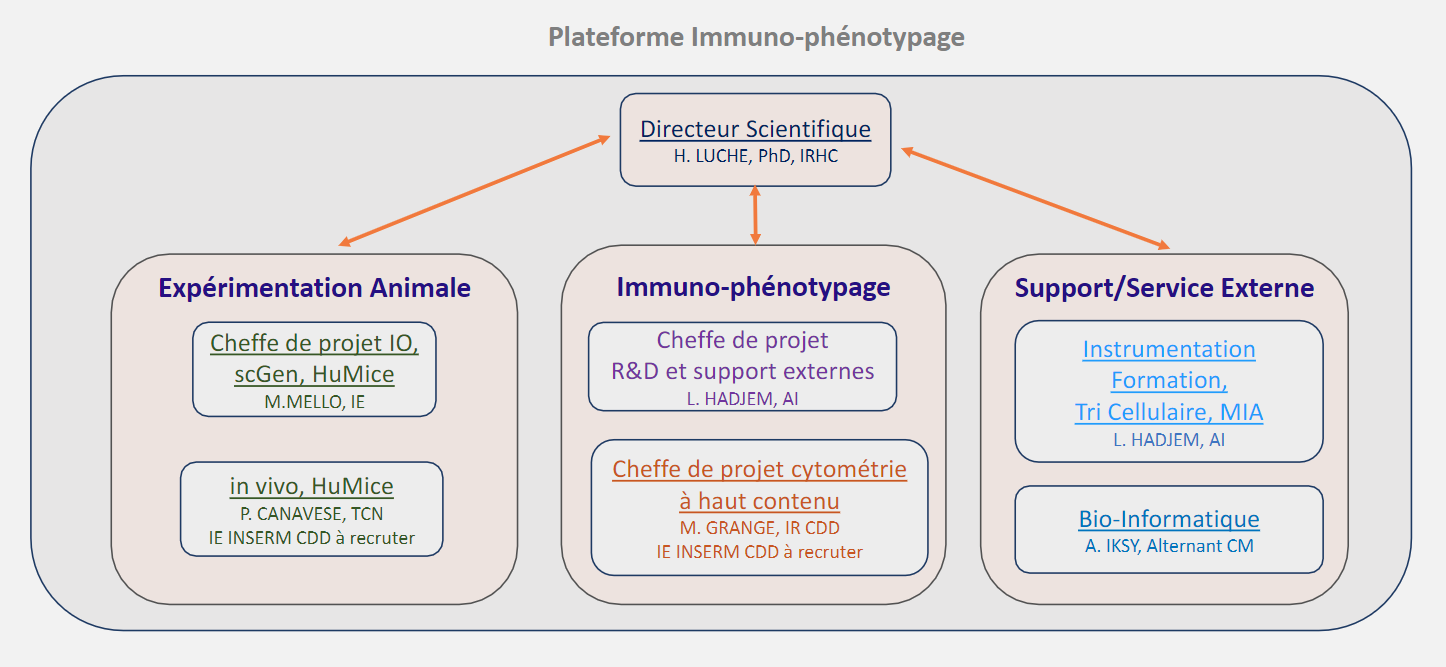 Plateforme Immuno-phénotypage
Directeur Scientifique
H. LUCHE, PhD, IRHC
Expérimentation Animale
Cheffe de projet IO,
scGen, HuMice
M.MELLO, IE
in vivo, HuMice
P. CANAVESE, TCN
IE INSERM CDD à recruter
Immuno-phénotypage
Cheffe de projet
R&D et support externes
L. HADJEM, AI
Cheffe de projet cytométrie
à haut contenu
M. GRANGE, IR CDD
IE INSERM CDD à recruter
Support/Service Externe
Instrumentation
Formation,
Tri Cellulaire, MIA
L. HADJEM, AI
Bio-Informatique
A. IKSY, Alternant CM